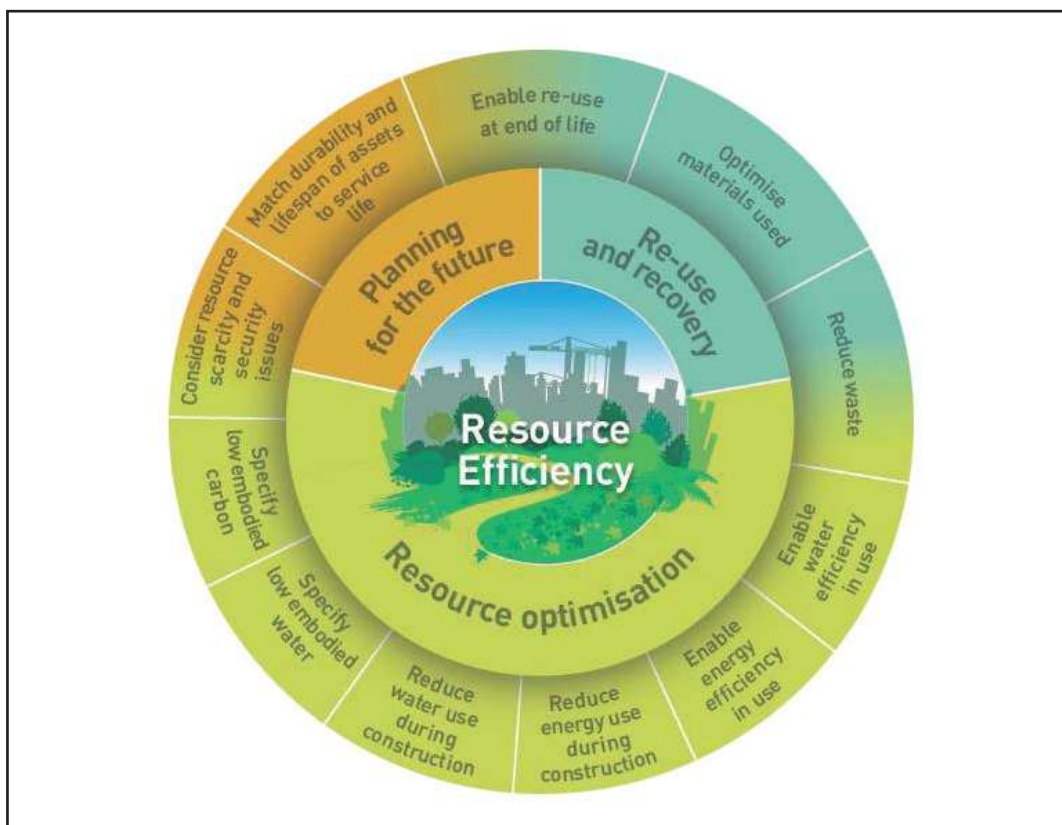 Resource
Efficiency
Planning
for the future
Re-use
and recovery
Resource optimisation
Enable re-use
at end of life
Optimise
materials used
Reduce waste
Enable
water
efficiency
in use
Enable
energy
efficiency
in use
Reduce
energy use
during
construction
Reduce
water use
during
construction
Specify
low embodied
water
Specify
low embodied
carbon
Consider resource
scarcity and
security
issues
Match durability and
lifespan of assets
to service
life